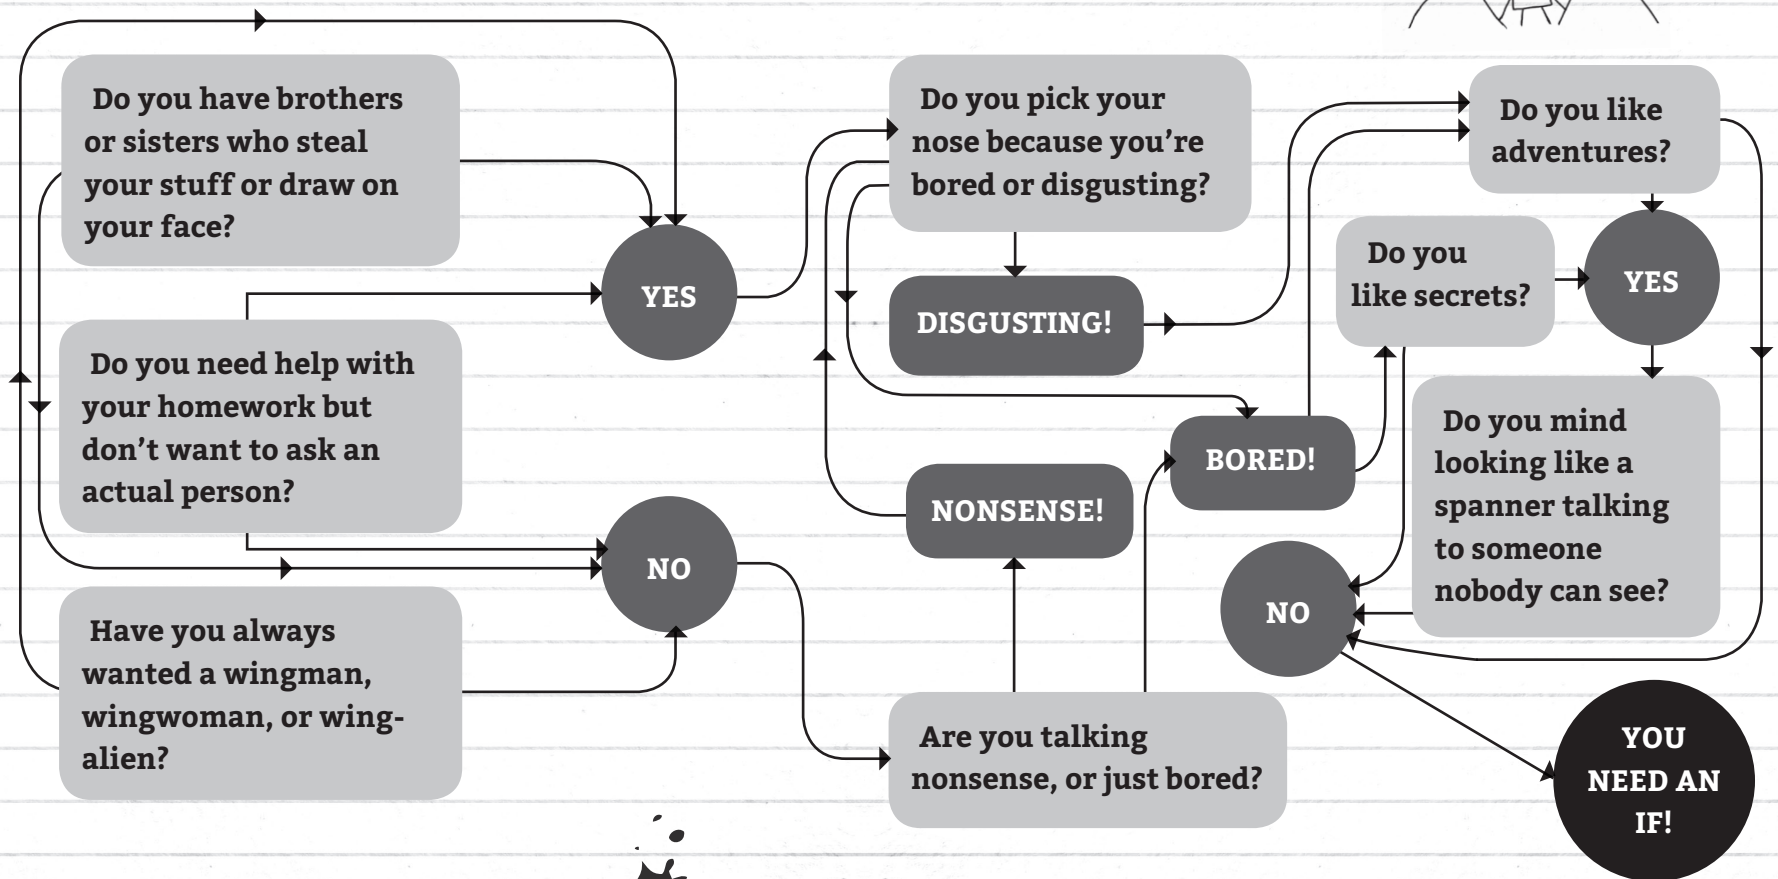 Do you have brothers
or sisters who steal
your stuff or draw on
your face?
Do you need help with
your homework but
don’t want to ask an
actual person?
Have you always
wanted a wingman,
wingwoman, or wing-
alien?
YES
NO
Do you pick your
nose because you’re
bored or disgusting?
DISGUSTING!
NONSENSE!
BORED!
Are you talking
nonsense, or just bored?
Do you like
adventures?
Do you
like secrets?
YES
Do you mind
looking like a
spanner talking
to someone
nobody can see?
NO
YOU
NEED AN
IF!